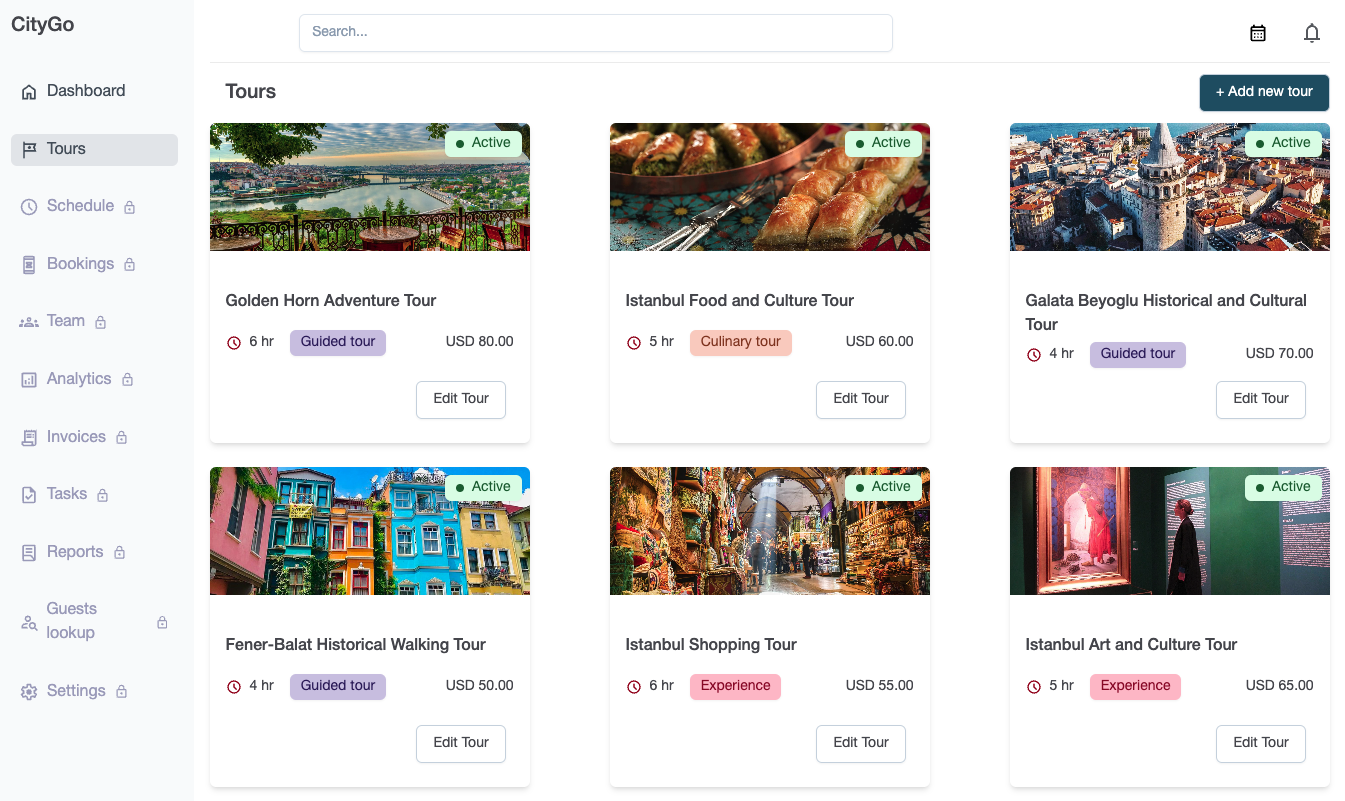 CityGo
Search...
Dashboard
Tours
Schedule
Bookings
Team
Analytics
Invoices
Tasks
Reports
Guests
lookup
Settings
Tours
+ Add new tour
Active
Golden Horn Adventure Tour
6 hr Guided tour USD 80.00
Edit Tour
Active
Istanbul Food and Culture Tour
5 hr Culinary tour USD 60.00
Edit Tour
Active
Galata Beyoglu Historical and Cultural
Tour
4 hr Guided tour USD 70.00
Edit Tour
Active
Fener-Balat Historical Walking Tour
4 hr Guided tour USD 50.00
Edit Tour
Active
Istanbul Shopping Tour
6 hr Experience USD 55.00
Edit Tour
Active
Istanbul Art and Culture Tour
5 hr Experience USD 65.00
Edit Tour